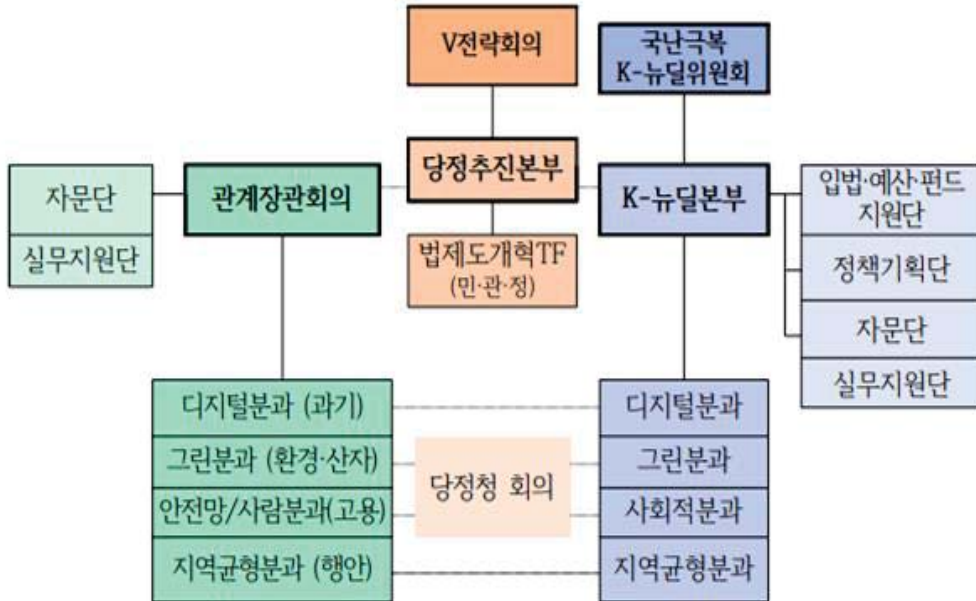 V전략회의
국난극복
K-뉴딜위원회
자문단
실무지원단
관계장관회의
당정추진본부
법제도개혁TF
(민·관·정)
K-뉴딜본부
입법·예산·펀드
지원단
정책기획단
자문단
실무지원단
디지털분과 (과기)
그린분과 (환경·산자)
안전망/사람분과(고용)
지역균형분과 (행안)
당정청 회의
디지털분과
그린분과
사회적분과
지역균형분과